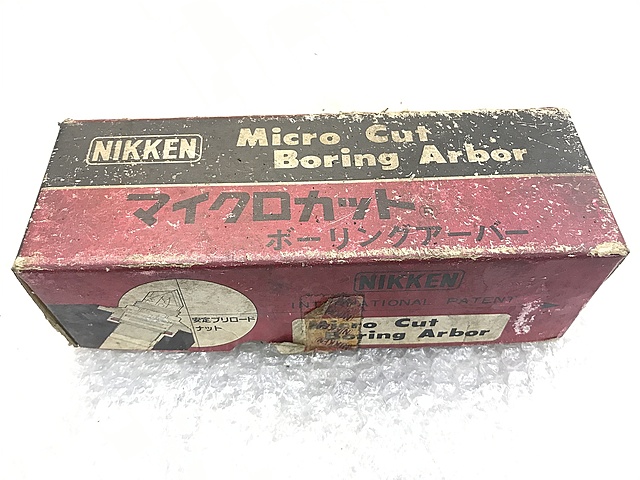 NIKKEN
Micro Cut
Boring Arbor
マイクロカット
ボーリングアーバー
NIKKEN
INTERNATIONAL PATENT
安定プリロード
ナット
Micro Cut
Boring Arbor